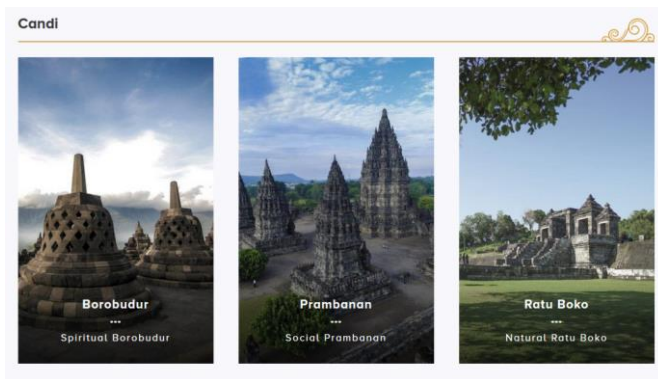 Candi
Borobudur
...
Spiritual Borobudur
Prambanan
...
Social Prambanan
Ratu Boko
...
Natural Ratu Boko